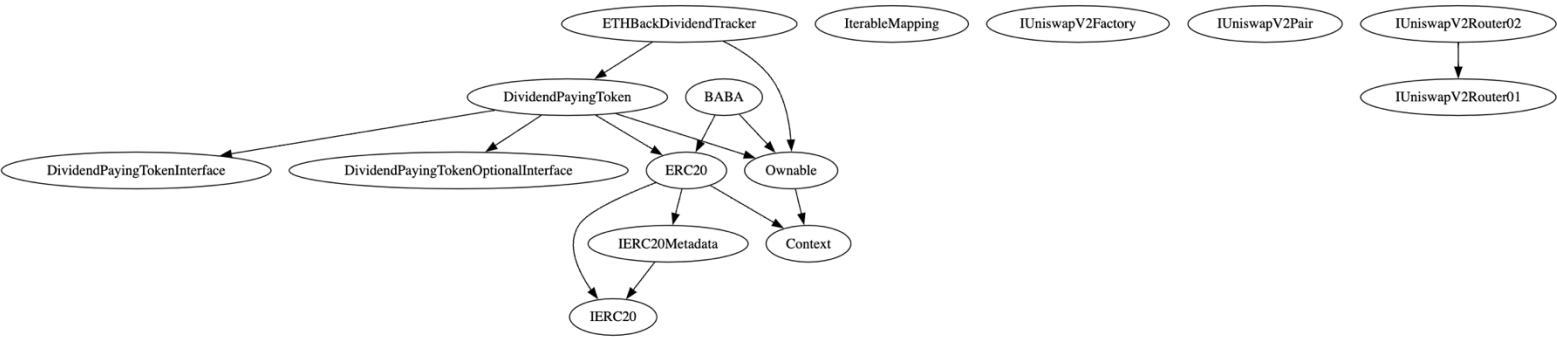 ETHBackDividendTracker
IterableMapping
IUniswapV2Factory
IUniswapV2Pair
IUniswapV2Router02
DividendPayingToken
BABA
IUniswapV2Router01
DividendPayingTokenInterface
DividendPayingTokenOptionalInterface
ERC20
Ownable
IERC20Metadata
Context
IERC20